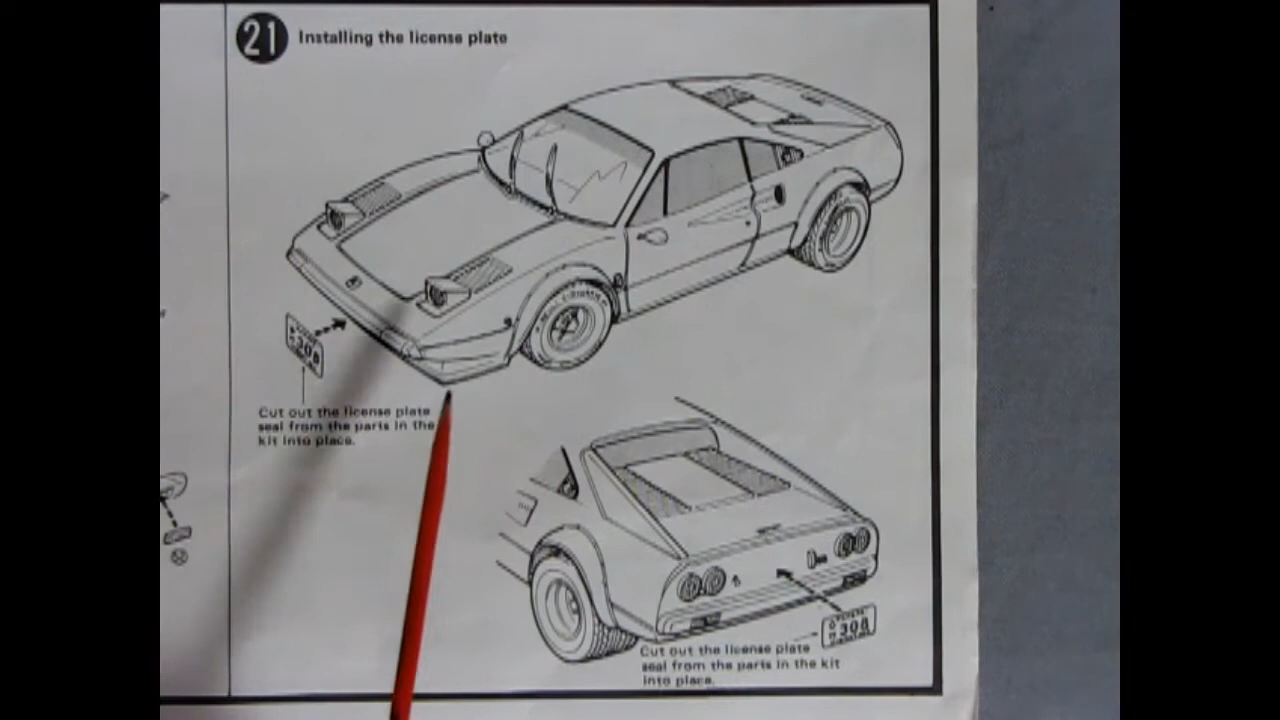 21 Installing the license plate
308
Cut out the license plate
seal from the parts in the
kit into place.
308
Cut out the license plate
seal from the parts in the kit
into place.